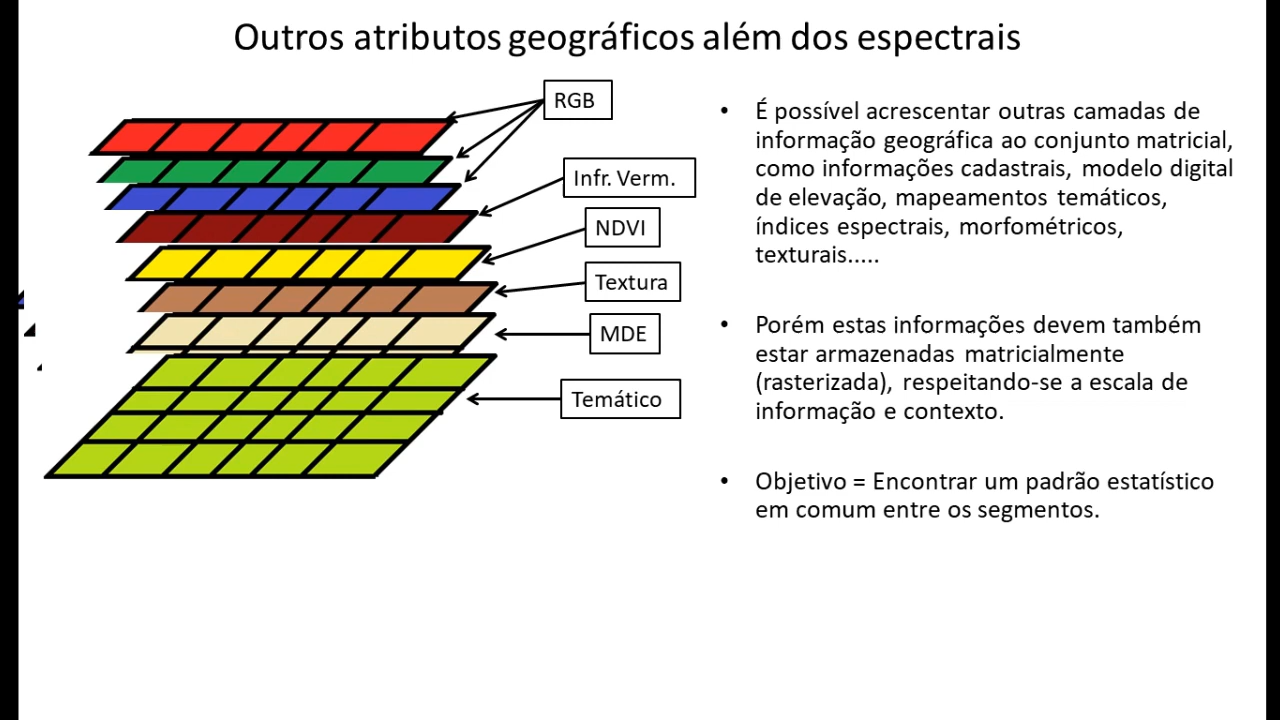 Outros atributos geográficos além dos espectrais
RGB
Infr. Verm.
NDVI
Textura
MDE
Temático
• É possível acrescentar outras camadas de
informação geográfica ao conjunto matricial,
como informações cadastrais, modelo digital
de elevação, mapeamentos temáticos,
índices espectrais, morfométricos,
texturais.....
• Porém estas informações devem também
estar armazenadas matricialmente
(rasterizada), respeitando-se a escala de
informação e contexto.
• Objetivo = Encontrar um padrão estatístico
em comum entre os segmentos.